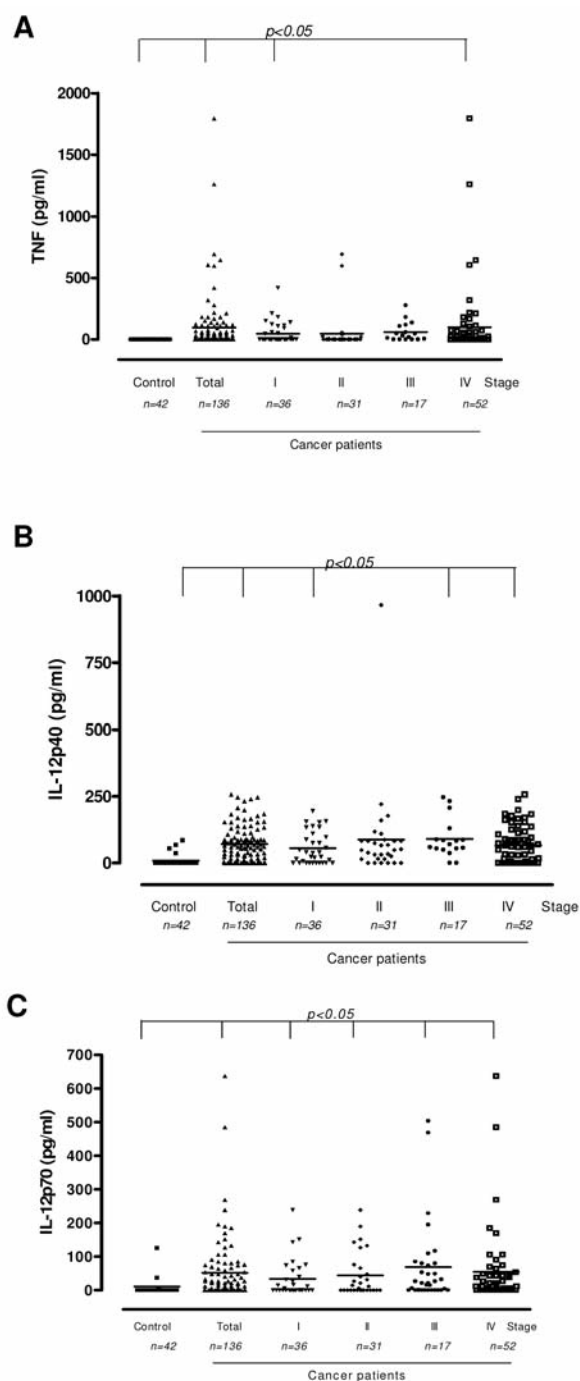 A
p<0.05
2000
1500
1000
500
0
TNF (pg/ml)
Control Total I II III IV Stage
n=42 n=136 n=36 n=31 n=17 n=52
Cancer patients
B
p<0.05
1000
750
500
250
0
IL-12p40 (pg/ml)
Control Total I II III IV Stage
n=42 n=136 n=36 n=31 n=17 n=52
Cancer patients
C
p<0.05
700
600
500
400
300
200
100
0
IL-12p70 (pg/ml)
Control Total I II III IV Stage
n=42 n=136 n=36 n=31 n=17 n=52
Cancer patients